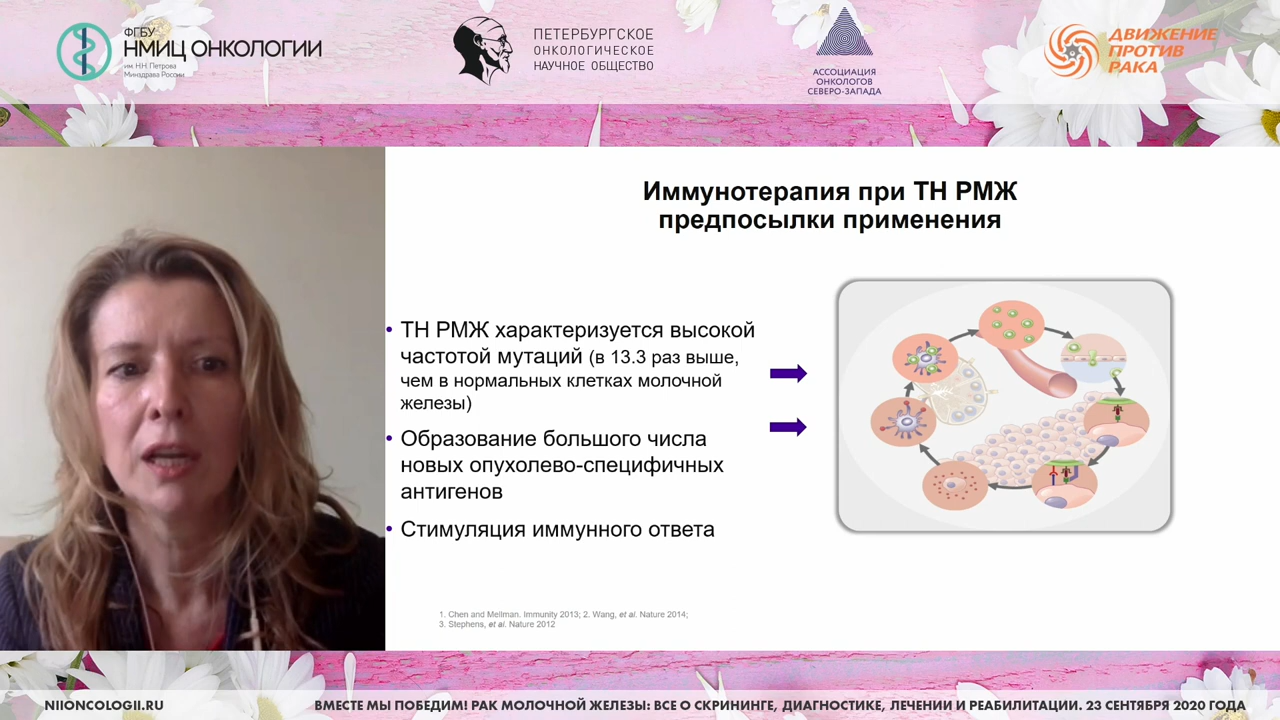 ФГБУ
НМИЦ ОНКОЛОГИИ
им. Н.Н. Петрова
Минздрава России
ПЕТЕРБУРГСКОЕ
ОНКОЛОГИЧЕСКОЕ
НАУЧНОЕ ОБЩЕСТВО
АССОЦИАЦИЯ
ОНКОЛОГОВ
СЕВЕРО-ЗАПАДА
ДВИЖЕНИЕ
ПРОТИВ
РАКА
Иммунотерапия при ТН РМЖ
предпосылки применения
• ТН РМЖ характеризуется высокой
частотой мутаций (в 13.3 раз выше,
чем в нормальных клетках молочной
железы)
• Образование большого числа
новых опухолево-специфичных
антигенов
• Стимуляция иммунного ответа
1. Chen and Mellman. Immunity 2013; 2. Wang, et al. Nature 2014;
3. Stephens, et al. Nature 2012
NIIONCOLOGII.RU
ВМЕСТЕ МЫ ПОБЕДИМ! РАК МОЛОЧНОЙ ЖЕЛЕЗЫ: ВСЕ О СКРИНИНГЕ, ДИАГНОСТИКЕ, ЛЕЧЕНИИ И РЕАБИЛИТАЦИИ. 23 СЕНТЯБРЯ 2020 ГОДА